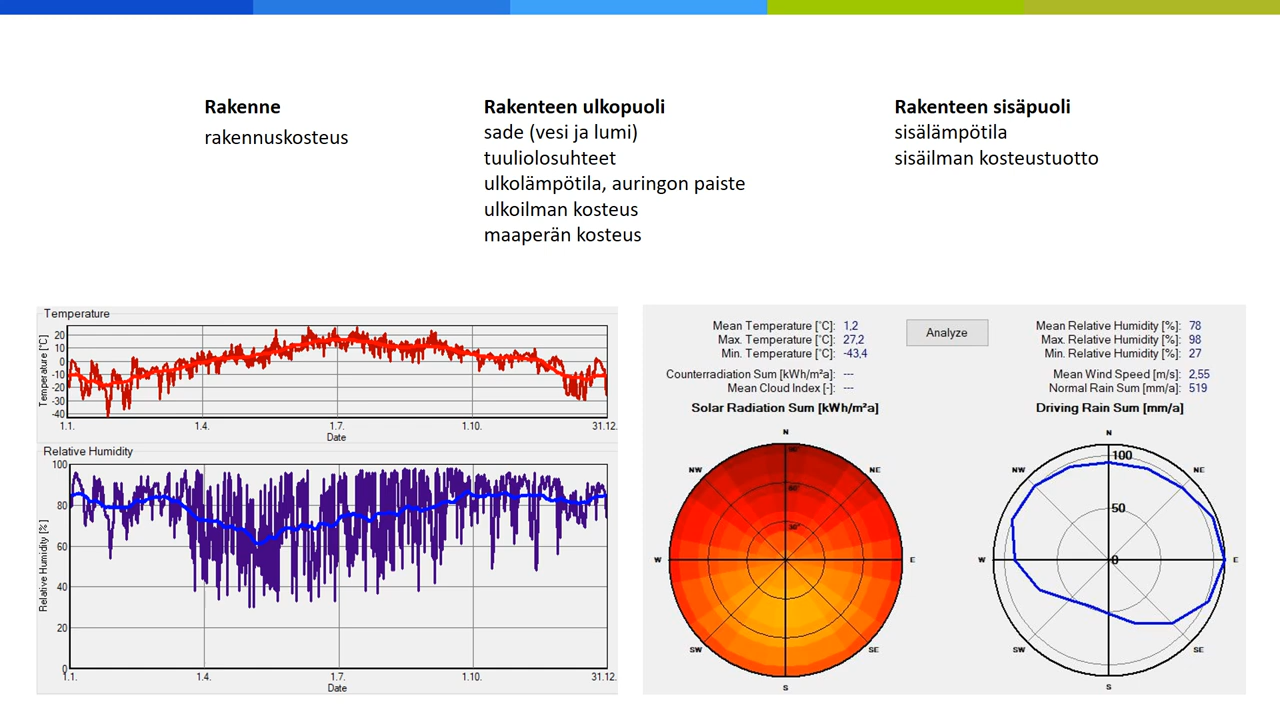 Rakenne
rakennuskosteus
Rakenteen ulkopuoli
sade (vesi ja lumi)
tuuliolosuhteet
ulkolämpötila, auringon paiste
ulkoilman kosteus
maaperän kosteus
Rakenteen sisäpuoli
sisälämpötila
sisäilman kosteustuotto
Temperature
Temperature [°C]
20
10
0
-10
-20
-30
-40
1.1.
1.4.
1.7.
1.10.
31.12.
Date
Relative Humidity
Relative Humidity [%]
100
80
60
40
20
0
1.1.
1.4.
1.7.
1.10.
31.12.
Date
Mean Temperature [°C]: 1,2
Max. Temperature [°C]: 27,2
Min. Temperature [°C]: -43,4
Counterradiation Sum [kWh/m²a]: ---
Mean Cloud Index [-]: ---
Analyze
Mean Relative Humidity [%]: 78
Max. Relative Humidity [%]: 98
Min. Relative Humidity [%]: 27
Mean Wind Speed [m/s]: 2,55
Normal Rain Sum [mm/a]: 519
Solar Radiation Sum [kWh/m²a]
N
NW
NE
90°
60°
30°
W
E
SW
SE
S
Driving Rain Sum [mm/a]
N
100
NW
NE
50
W
0
E
SW
SE
S